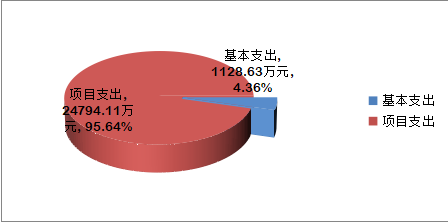 基本支出,
1128.63万元,
4.36%
项目支出,
24794.11万
元, 95.64%
基本支出
项目支出